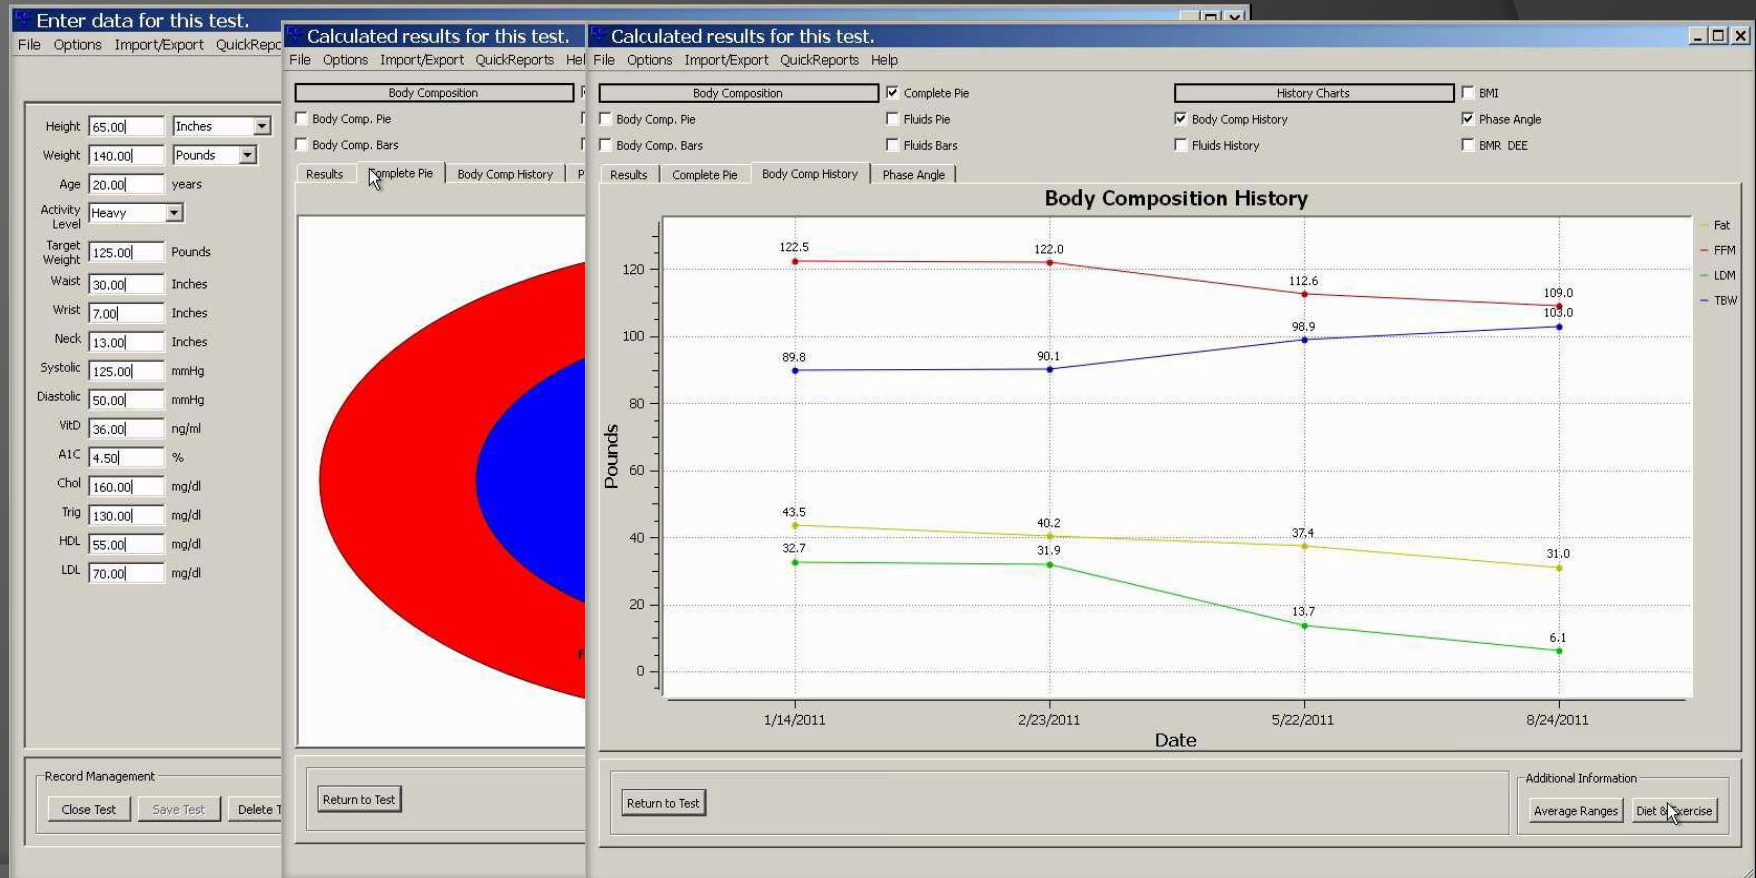 Enter data for this test.
File Options Import/Export QuickRepo
Height 65.00 Inches
Weight 140.00 Pounds
Age 20.00 years
Activity Level Heavy
Target Weight 125.00 Pounds
Waist 30.00 Inches
Wrist 7.00 Inches
Neck 13.00 Inches
Systolic 125.00 mmHg
Diastolic 50.00 mmHg
VitD 36.00 ng/ml
A1C 4.50 %
Chol 160.00 mg/dl
Trig 130.00 mg/dl
HDL 55.00 mg/dl
LDL 70.00 mg/dl
Record Management
Close Test Save Test Delete T
Calculated results for this test.
File Options Import/Export QuickReports Hel
Body Composition
Body Comp. Pie
Body Comp. Bars
Results Complete Pie Body Comp History P
F
Return to Test
Calculated results for this test.
File Options Import/Export QuickReports Help
Body Composition Complete Pie History Charts BMI
Body Comp. Pie Fluids Pie Body Comp History Phase Angle
Body Comp. Bars Fluids Bars Fluids History BMR DEE
Results Complete Pie Body Comp History Phase Angle
Body Composition History
Fat
FFM
LDM
TBW
122.5 122.0 112.6 109.0
89.8 90.1 98.9 103.0
43.5 40.2 37.4 31.0
32.7 31.9 13.7 6.1
120
100
80
60
40
20
0
Pounds
1/14/2011 2/23/2011 5/22/2011 8/24/2011
Date
Return to Test
Additional Information
Average Ranges Diet & Exercise